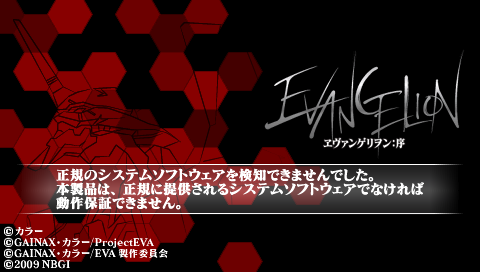 EVANGELION
ヱヴァンゲリヲン:序
正規のシステムソフトウェアを検知できませんでした。
本製品は、正規に提供されるシステムソフトウェアでなければ
動作保証できません。
©カラー
©GAINAX・カラー/ProjectEVA
©GAINAX・カラー/EVA 製作委員会
©2009 NBGI